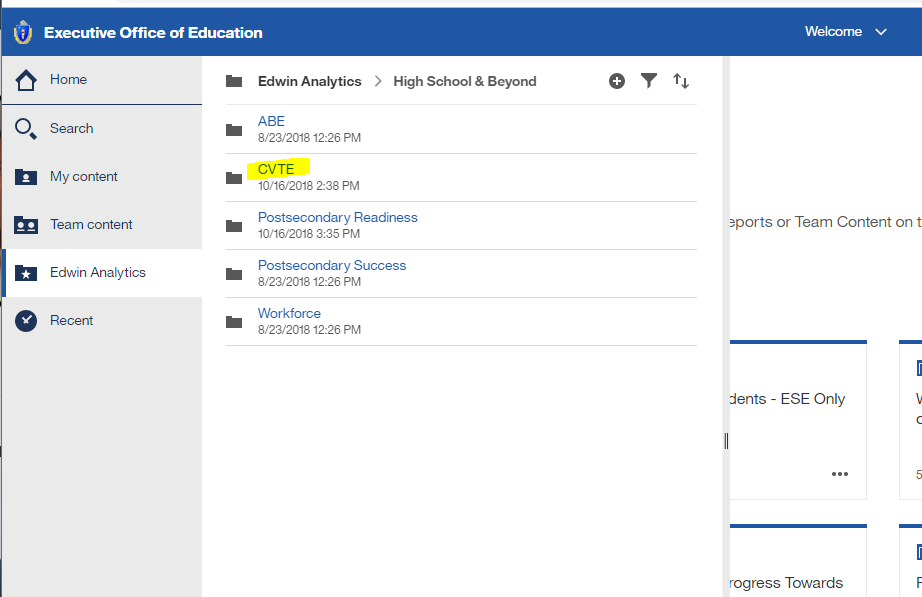 Executive Office of Education
Welcome
Home
Search
My content
Team content
Edwin Analytics
Recent
Edwin Analytics > High School & Beyond
ABE
8/23/2018 12:26 PM
CVTE
10/16/2018 2:38 PM
Postsecondary Readiness
10/16/2018 3:35 PM
Postsecondary Success
8/23/2018 12:26 PM
Workforce
8/23/2018 12:26 PM
eports or Team Content on t
dents - ESE Only
rogress Towards